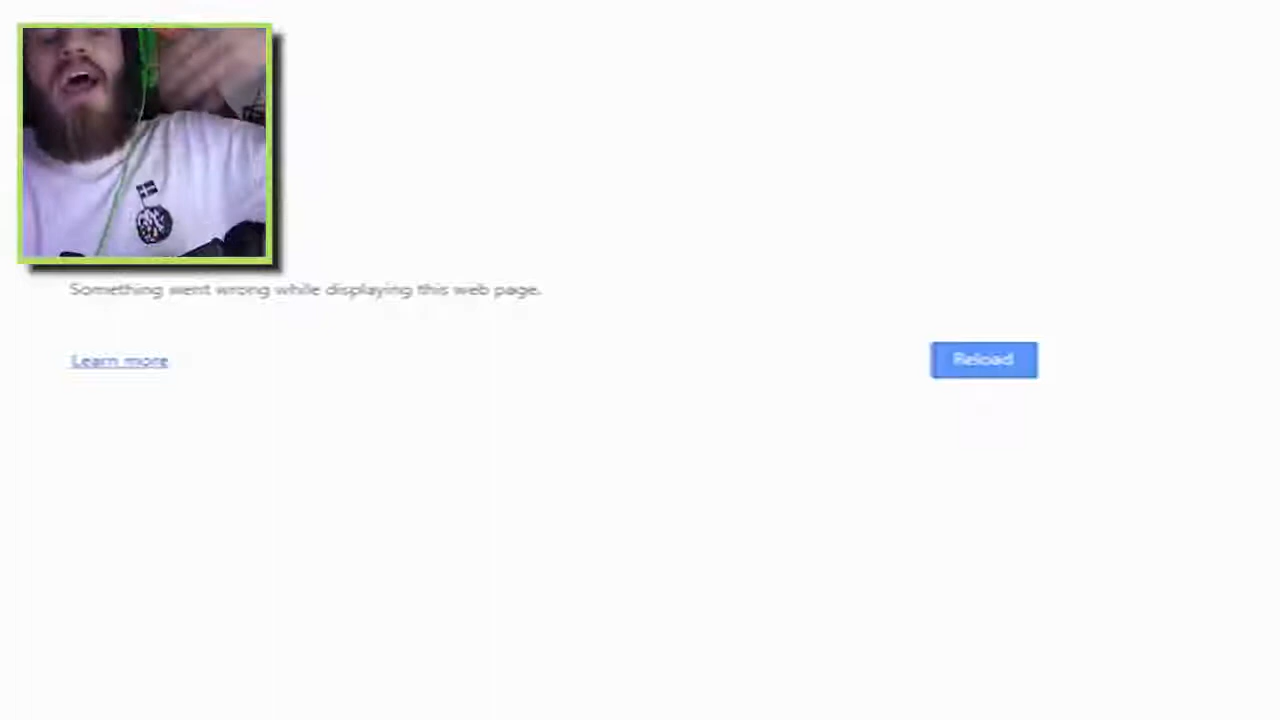 Something went wrong while displaying this web page.
Learn more
Reload